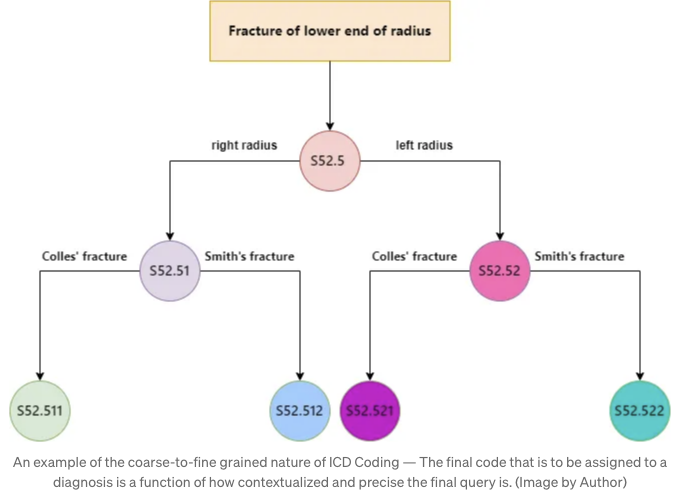 Fracture of lower end of radius
right radius
S52.5
left radius
Colles' fracture
S52.51
Smith's fracture
Colles' fracture
S52.52
Smith's fracture
S52.511
S52.512
S52.521
S52.522
An example of the coarse-to-fine grained nature of ICD Coding — The final code that is to be assigned to a
diagnosis is a function of how contextualized and precise the final query is. (Image by Author)